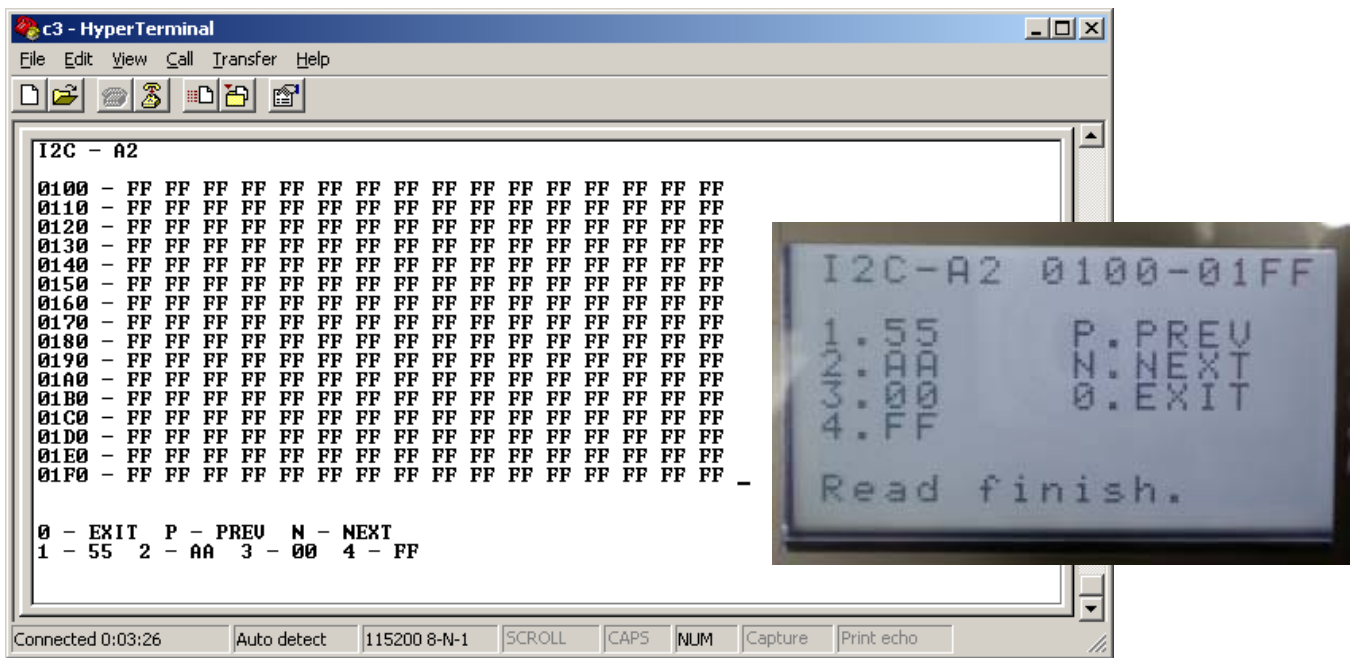 c3 - HyperTerminal
File Edit View Call Transfer Help
I2C - A2
0100 - FF FF FF FF FF FF FF FF FF FF FF FF FF FF FF FF
0110 - FF FF FF FF FF FF FF FF FF FF FF FF FF FF FF FF
0120 - FF FF FF FF FF FF FF FF FF FF FF FF FF FF FF FF
0130 - FF FF FF FF FF FF FF FF FF FF FF FF FF FF FF FF
0140 - FF FF FF FF FF FF FF FF FF FF FF FF FF FF FF FF
0150 - FF FF FF FF FF FF FF FF FF FF FF FF FF FF FF FF
0160 - FF FF FF FF FF FF FF FF FF FF FF FF FF FF FF FF
0170 - FF FF FF FF FF FF FF FF FF FF FF FF FF FF FF FF
0180 - FF FF FF FF FF FF FF FF FF FF FF FF FF FF FF FF
0190 - FF FF FF FF FF FF FF FF FF FF FF FF FF FF FF FF
01A0 - FF FF FF FF FF FF FF FF FF FF FF FF FF FF FF FF
01B0 - FF FF FF FF FF FF FF FF FF FF FF FF FF FF FF FF
01C0 - FF FF FF FF FF FF FF FF FF FF FF FF FF FF FF FF
01D0 - FF FF FF FF FF FF FF FF FF FF FF FF FF FF FF FF
01E0 - FF FF FF FF FF FF FF FF FF FF FF FF FF FF FF FF
01F0 - FF FF FF FF FF FF FF FF FF FF FF FF FF FF FF FF _
0 - EXIT P - PREV N - NEXT
1 - 55 2 - AA 3 - 00 4 - FF
Connected 0:03:26 Auto detect 115200 8-N-1 SCROLL CAPS NUM Capture Print echo
I2C-A2 0100-01FF
1.55 P.PREV
2.AA N.NEXT
3.00 0.EXIT
4.FF
Read finish.